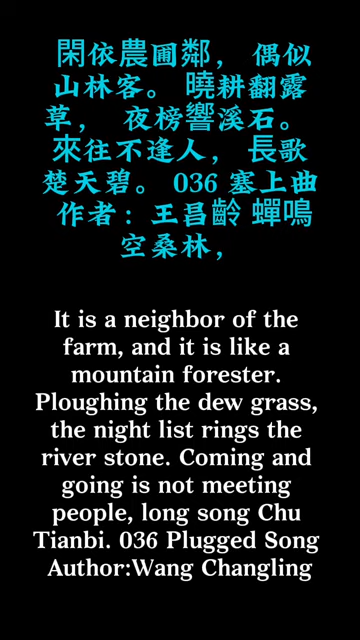 閑依農圃鄰， 偶似
山林客。 曉耕翻露
草， 夜榜響溪石。
來往不逢人， 長歌
楚天碧。 036 塞上曲
作者：王昌齡 蟬鳴
空桑林，
It is a neighbor of the
farm, and it is like a
mountain forester.
Ploughing the dew grass,
the night list rings the
river stone. Coming and
going is not meeting
people, long song Chu
Tianbi. 036 Plugged Song
Author:Wang Changling